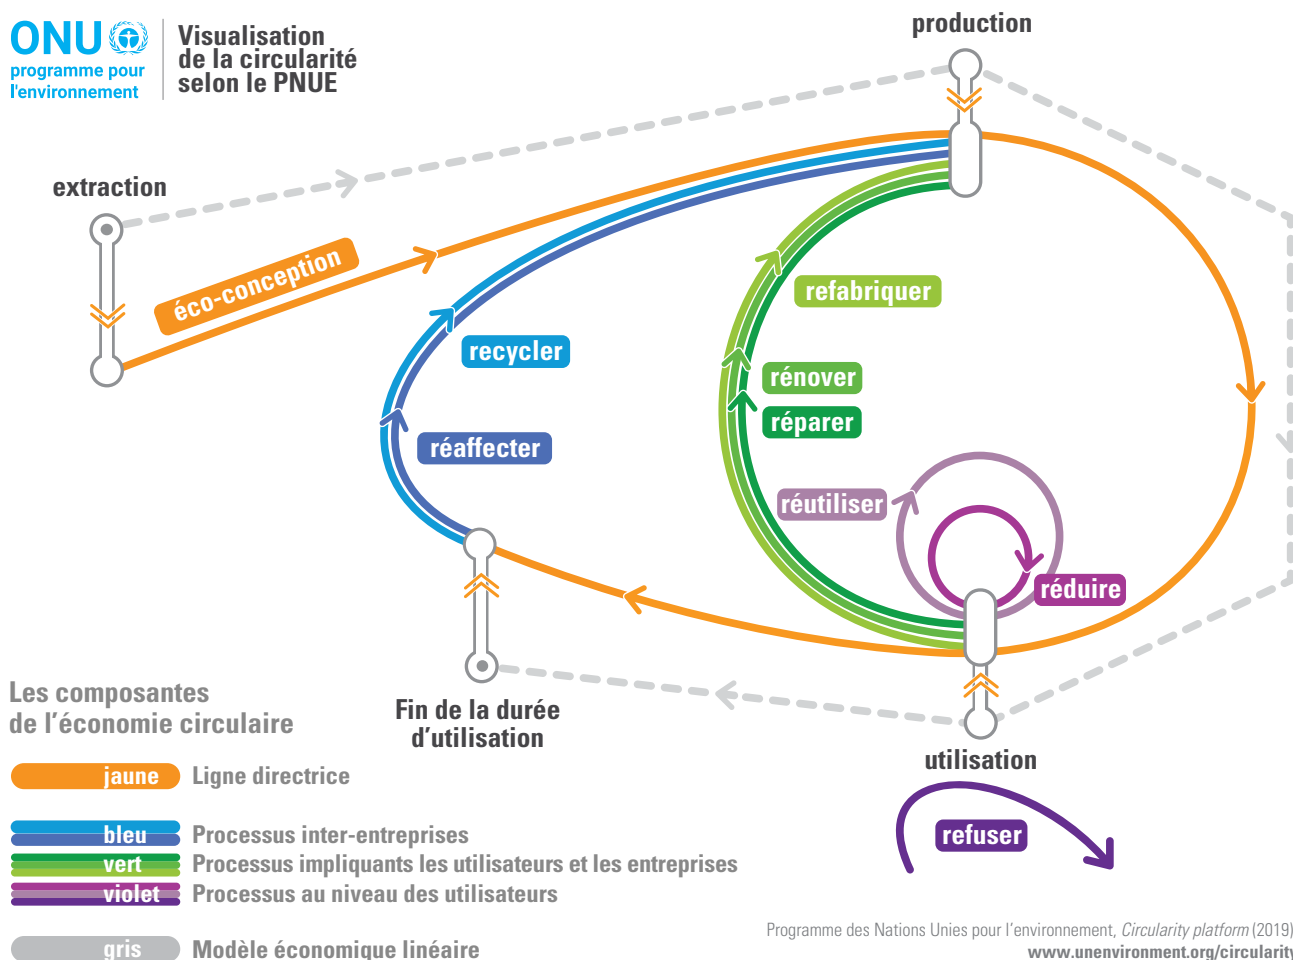 ONU
programme pour
l'environnement
Visualisation
de la circularité
selon le PNUE
production
extraction
éco-conception
refabriquer
recycler
rénover
réparer
réaffecter
réutiliser
réduire
Fin de la durée
d'utilisation
utilisation
refuser
Les composantes
de l'économie circulaire
jaune Ligne directrice
bleu Processus inter-entreprises
vert Processus impliquants les utilisateurs et les entreprises
violet Processus au niveau des utilisateurs
gris Modèle économique linéaire
Programme des Nations Unies pour l'environnement, Circularity platform (2019)
www.unenvironment.org/circularity